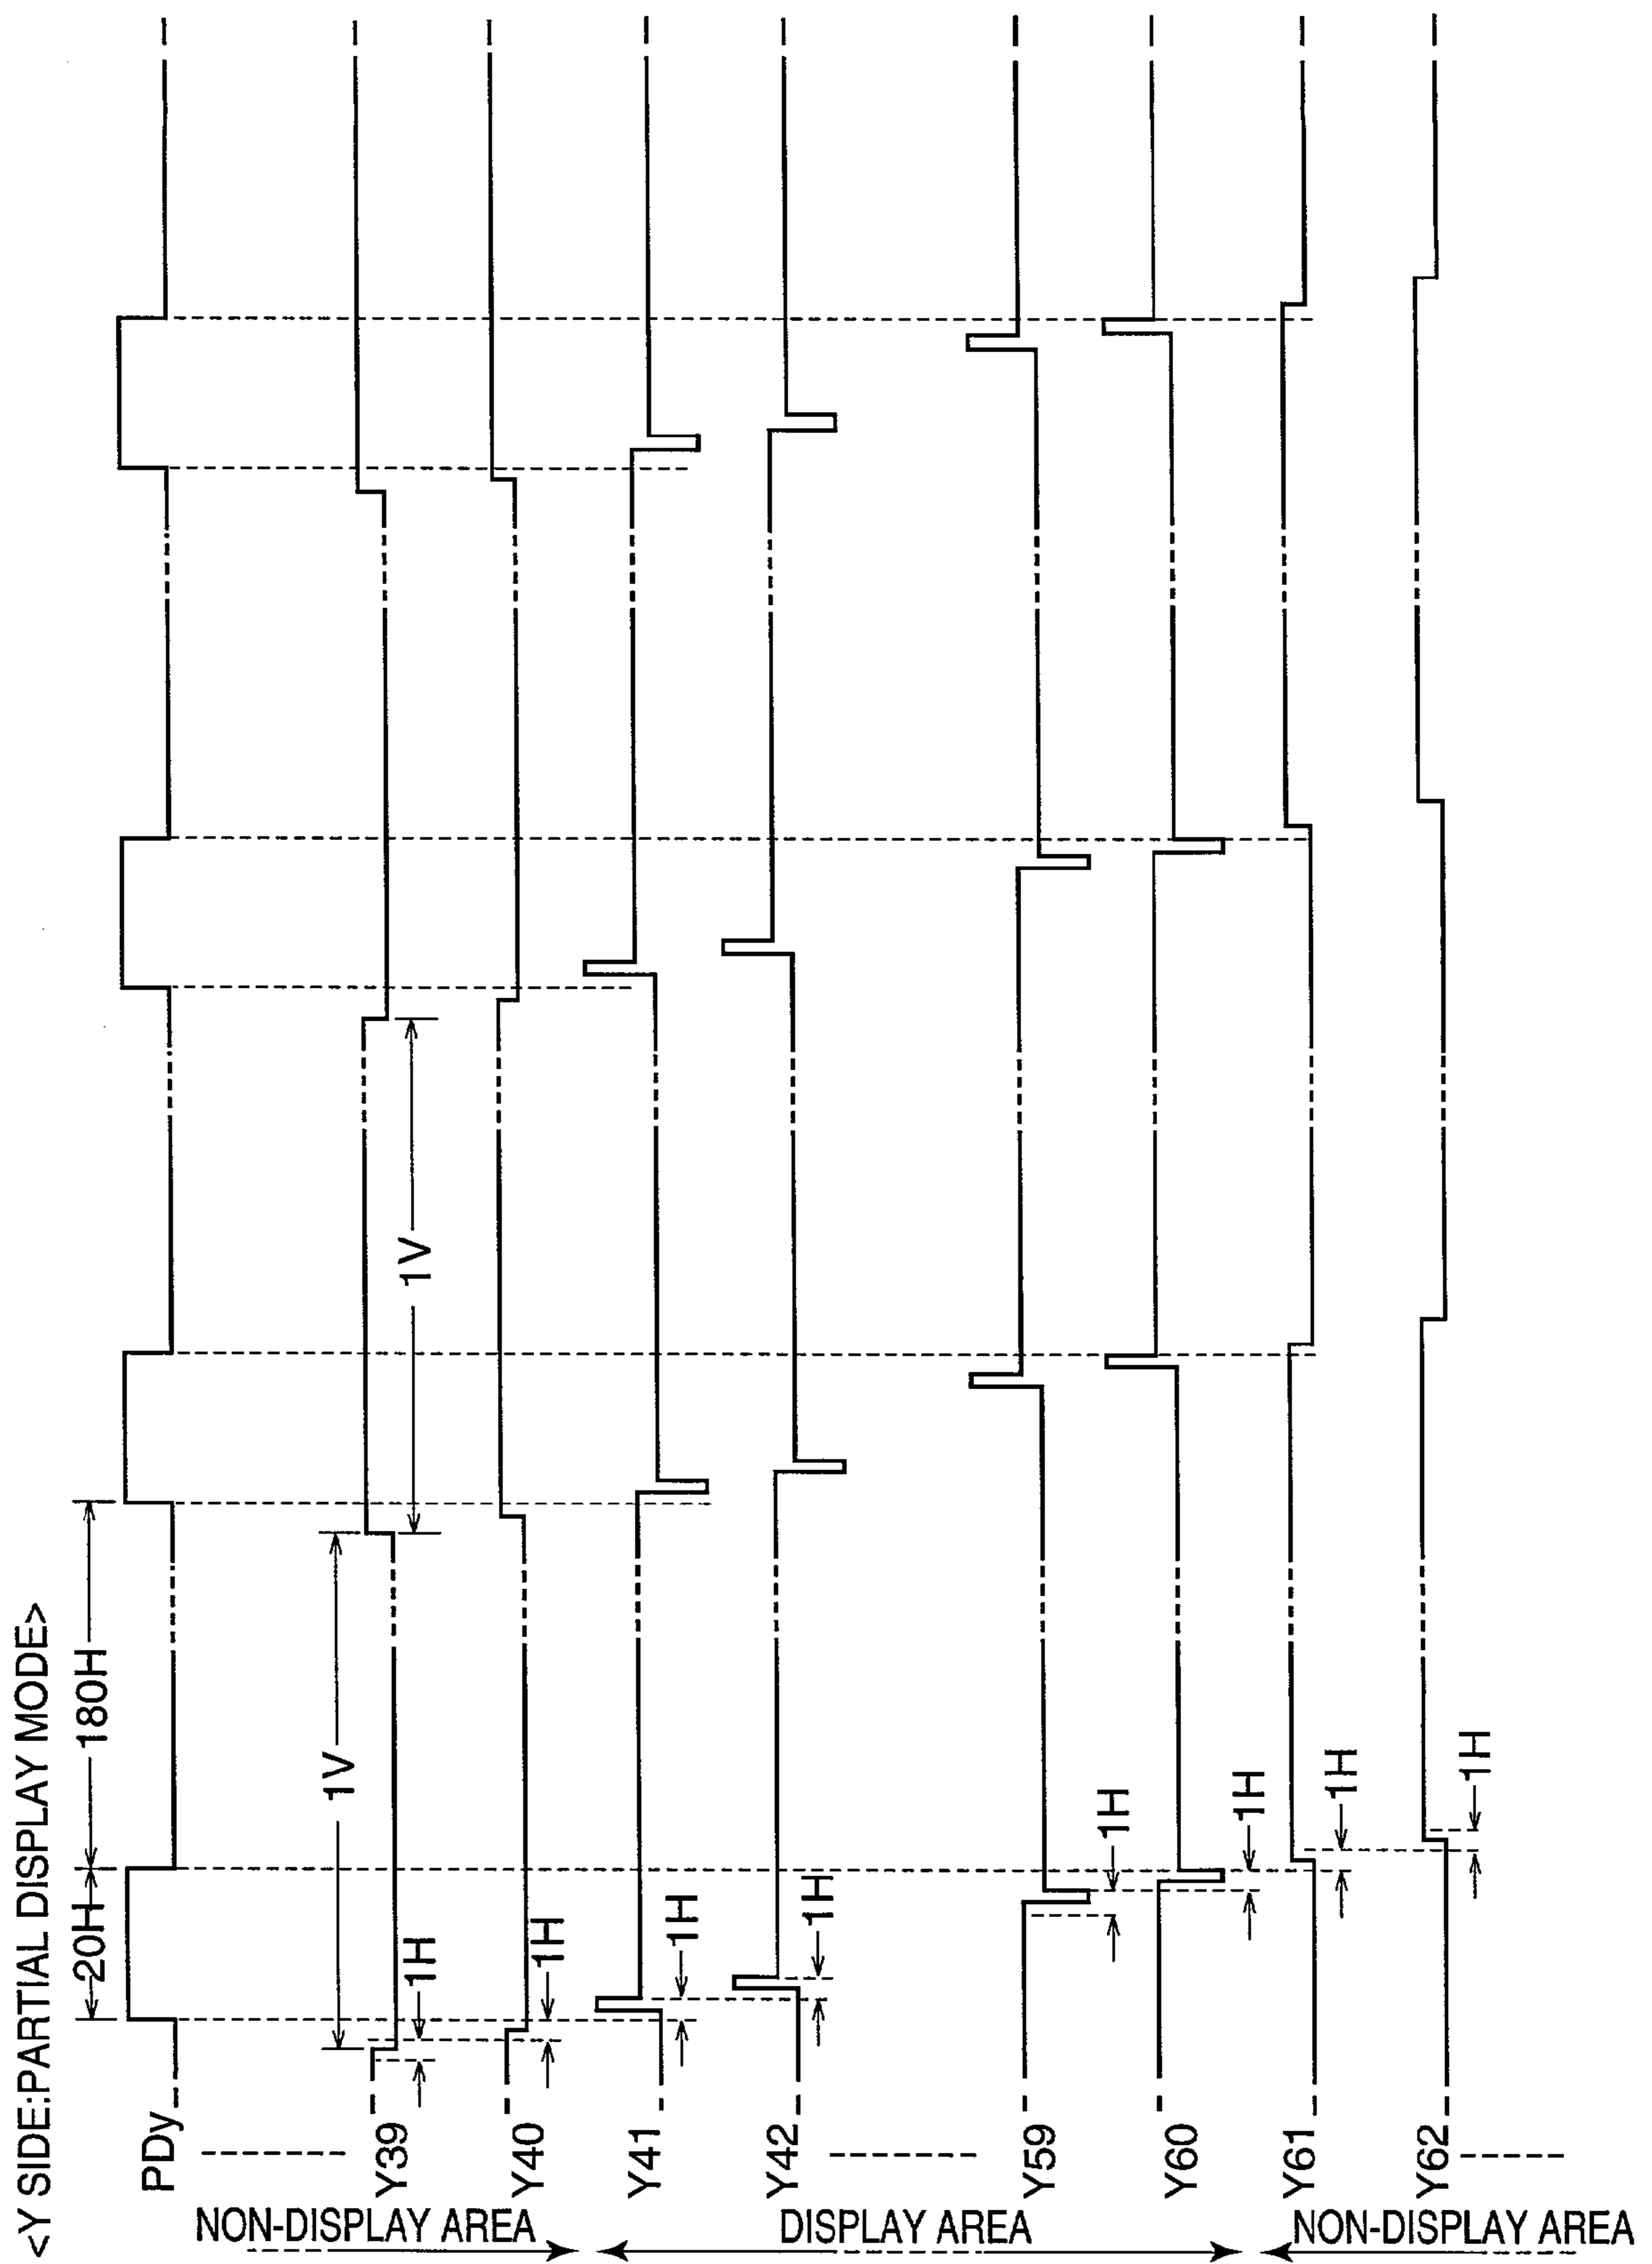 <Y SIDE:PARTIAL DISPLAY MODE>
20H 180H
PDy
1V 1V
Y39 1H
Y40 1H
Y41 1H
Y42 1H
Y59 1H
Y60 1H
Y61 1H
Y62 1H
NON-DISPLAY AREA
DISPLAY AREA
NON-DISPLAY AREA